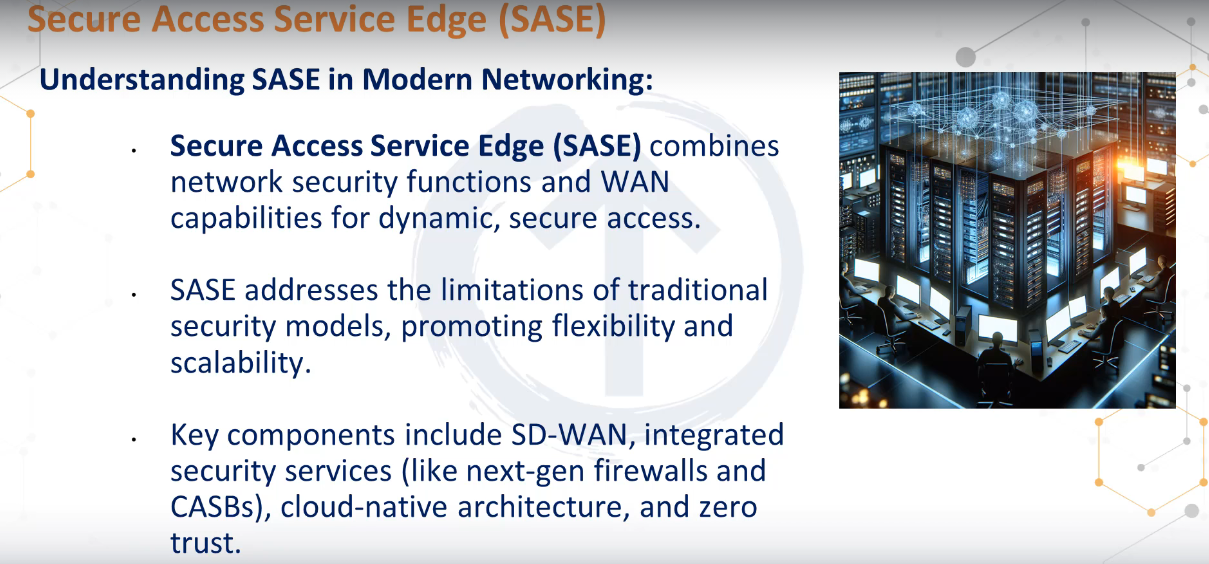 Secure Access Service Edge (SASE)
Understanding SASE in Modern Networking:
· Secure Access Service Edge (SASE) combines
network security functions and WAN
capabilities for dynamic, secure access.
· SASE addresses the limitations of traditional
security models, promoting flexibility and
scalability.
· Key components include SD-WAN, integrated
security services (like next-gen firewalls and
CASBs), cloud-native architecture, and zero
trust.